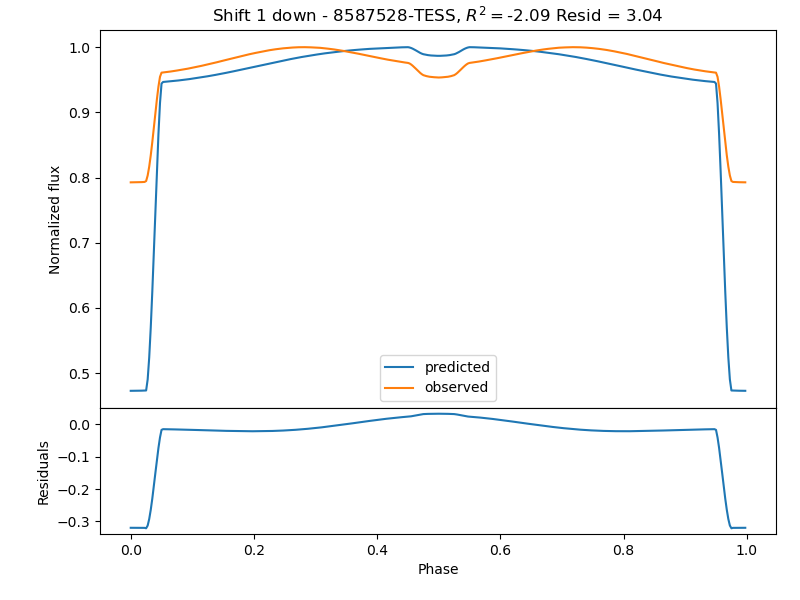 Shift 1 down - 8587528-TESS, $R^2 = $-2.09 Resid = 3.04
1.0
0.9
0.8
0.7
0.6
0.5
Normalized flux
predicted
observed
0.0
−0.1
−0.2
−0.3
Residuals
0.0 0.2 0.4 0.6 0.8 1.0
Phase